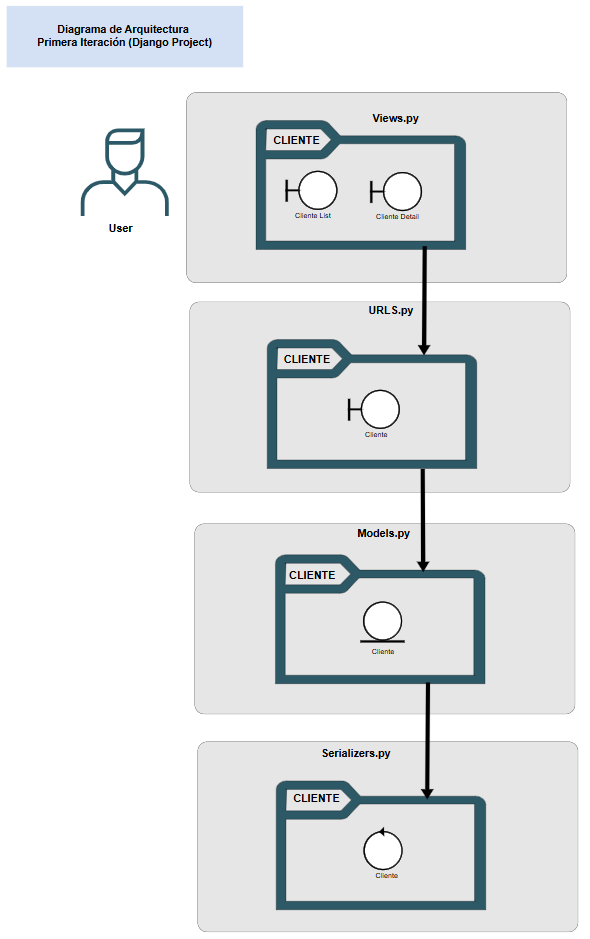 Diagrama de Arquitectura
Primera Iteración (Django Project)
Views.py
CLIENTE
Cliente List
Cliente Detail
User
URLS.py
CLIENTE
Cliente
Models.py
CLIENTE
Cliente
Serializers.py
CLIENTE
Cliente